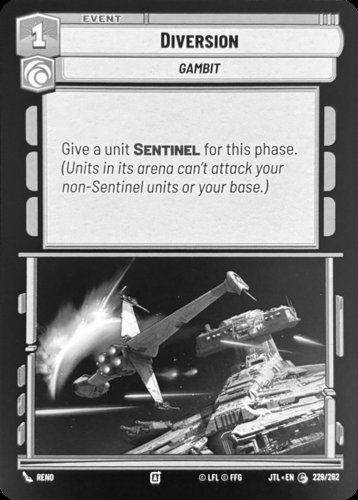 EVENT
1
DIVERSION
GAMBIT
Give a unit SENTINEL for this phase.
(Units in its arena can't attack your
non-Sentinel units or your base.)
RENO
© LFL © FFG
JTL • EN
229/262